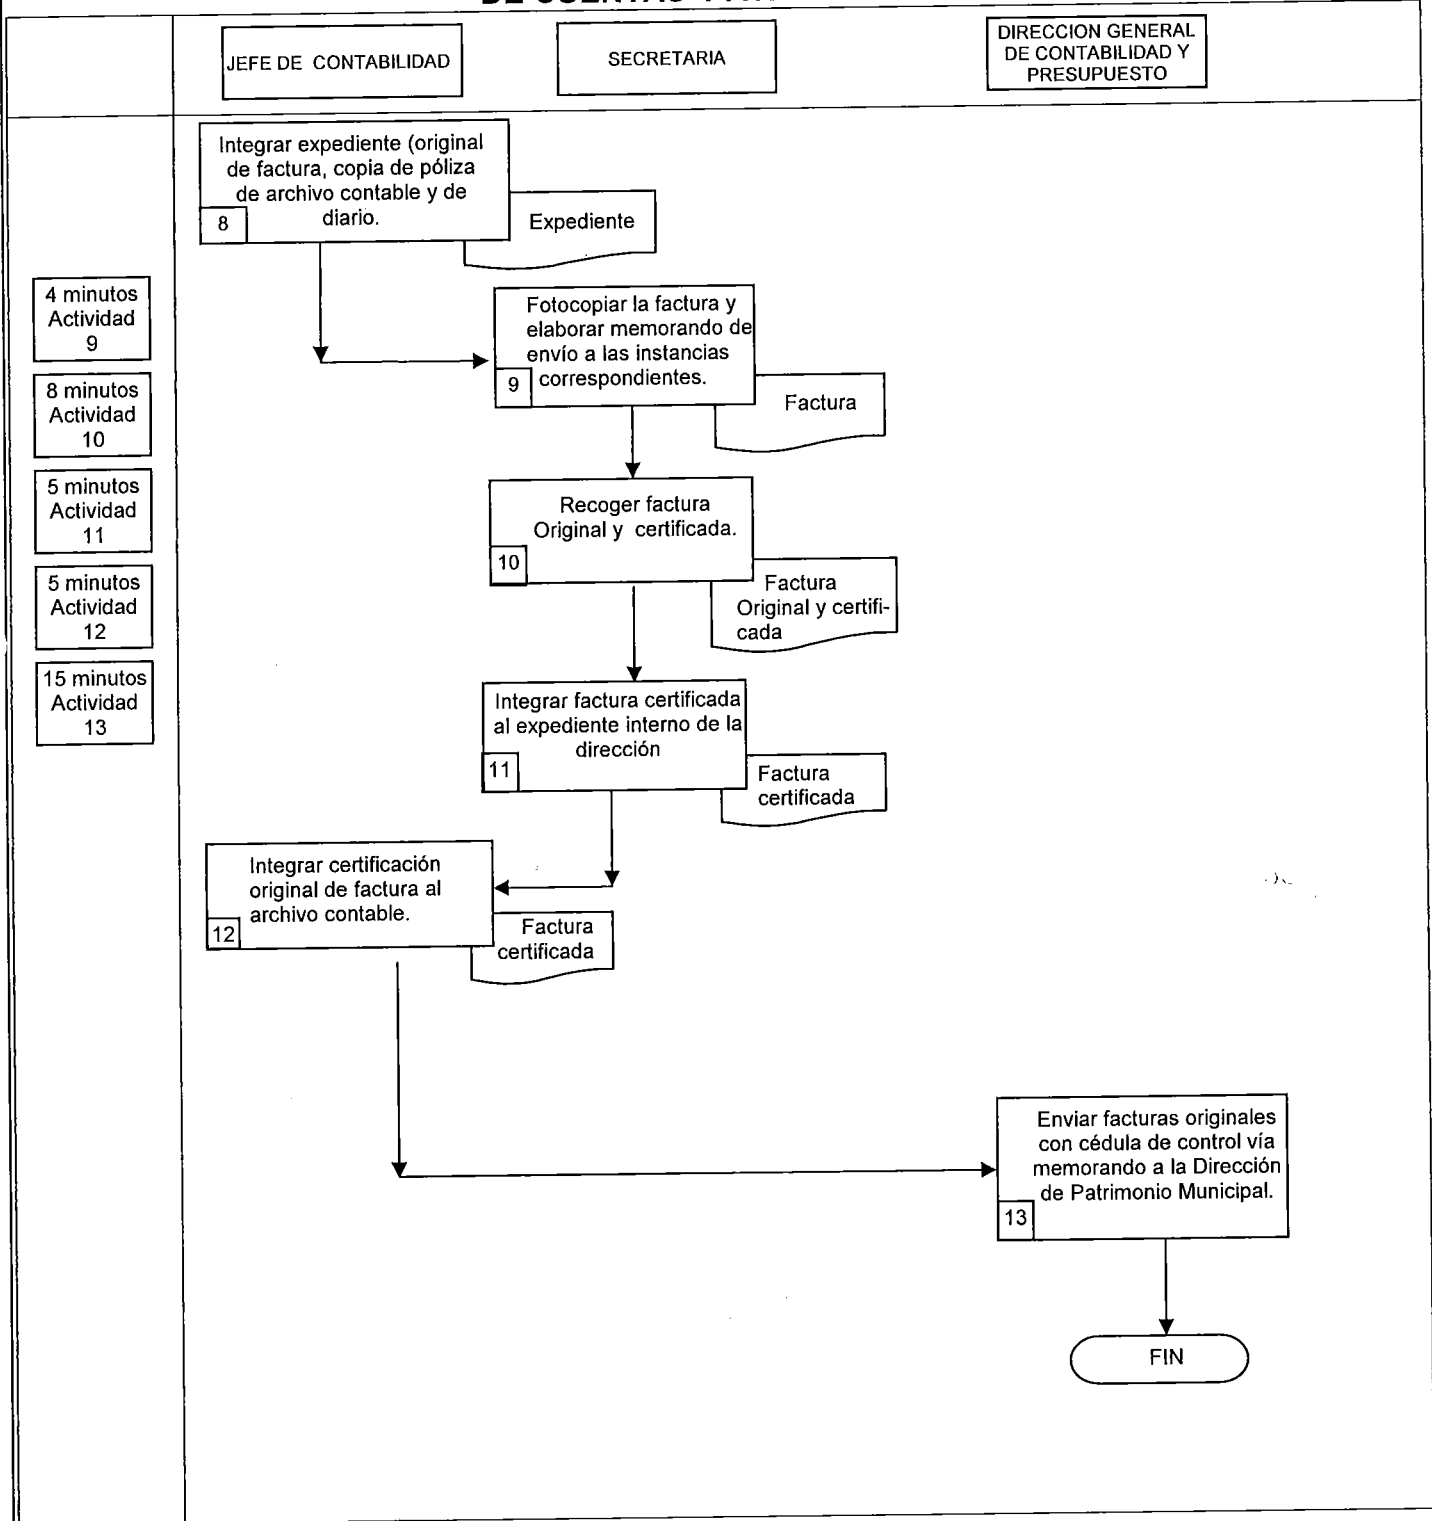 JEFE DE CONTABILIDAD
SECRETARIA
DIRECCION GENERAL
DE CONTABILIDAD Y
PRESUPUESTO
Integrar expediente (original
de factura, copia de póliza
de archivo contable y de
diario.
8
Expediente
4 minutos
Actividad
9
Fotocopiar la factura y
elaborar memorando de
envío a las instancias
correspondientes.
9
Factura
8 minutos
Actividad
10
5 minutos
Actividad
11
Recoger factura
Original y certificada.
10
Factura
Original y certifi-
cada
5 minutos
Actividad
12
15 minutos
Actividad
13
Integrar factura certificada
al expediente interno de la
dirección
11
Factura
certificada
Integrar certificación
original de factura al
archivo contable.
12
Factura
certificada
Enviar facturas originales
con cédula de control vía
memorando a la Dirección
de Patrimonio Municipal.
13
FIN